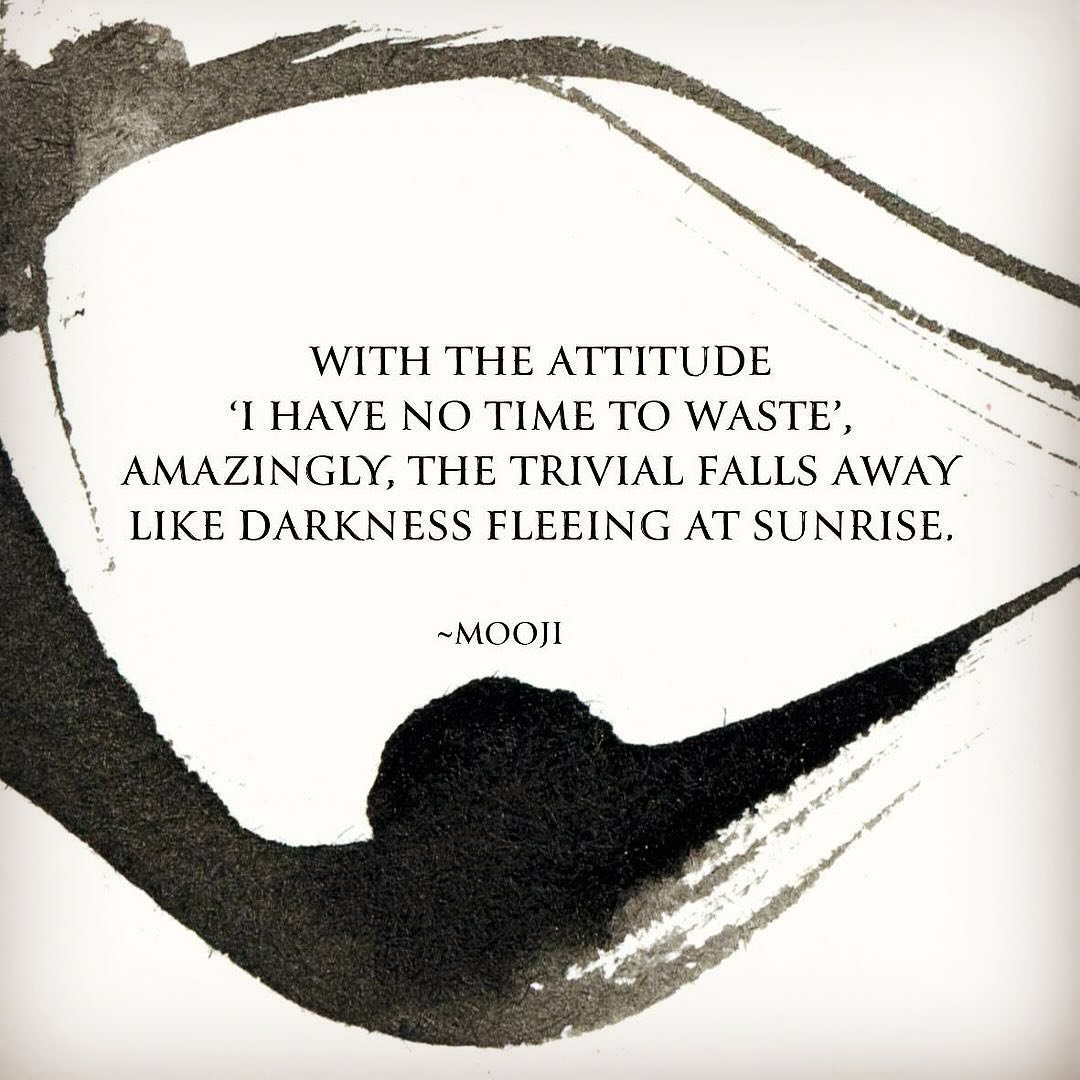 WITH THE ATTITUDE
‘I HAVE NO TIME TO WASTE’,
AMAZINGLY, THE TRIVIAL FALLS AWAY
LIKE DARKNESS FLEEING AT SUNRISE.
~MOOJI